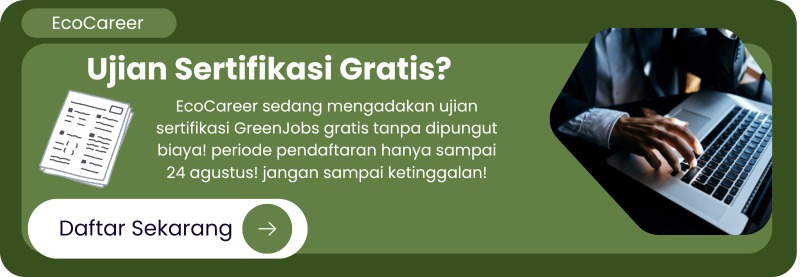 EcoCareer
Ujian Sertifikasi Gratis?
EcoCareer sedang mengadakan ujian
sertifikasi GreenJobs gratis tanpa dipungut
biaya! periode pendaftaran hanya sampai
24 agustus! jangan sampai ketinggalan!
Daftar Sekarang